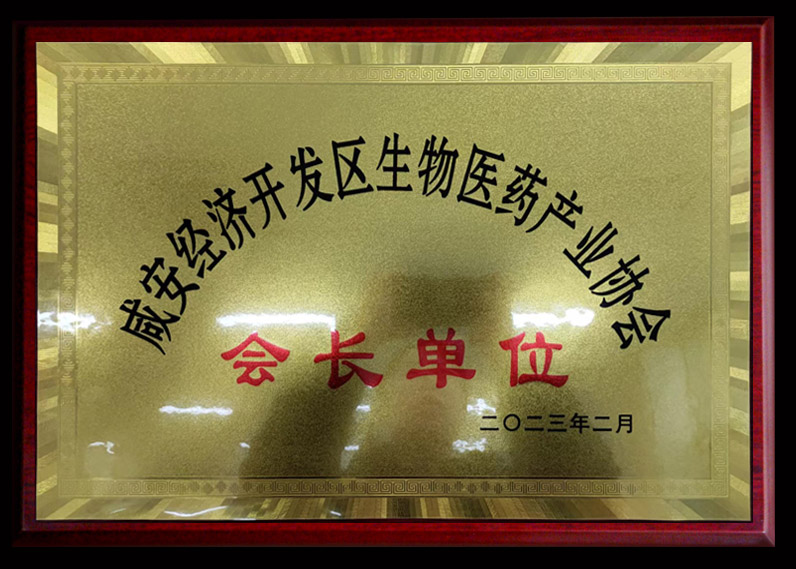 咸安经济开发区生物医药产业协会
会长单位
二〇二三年二月